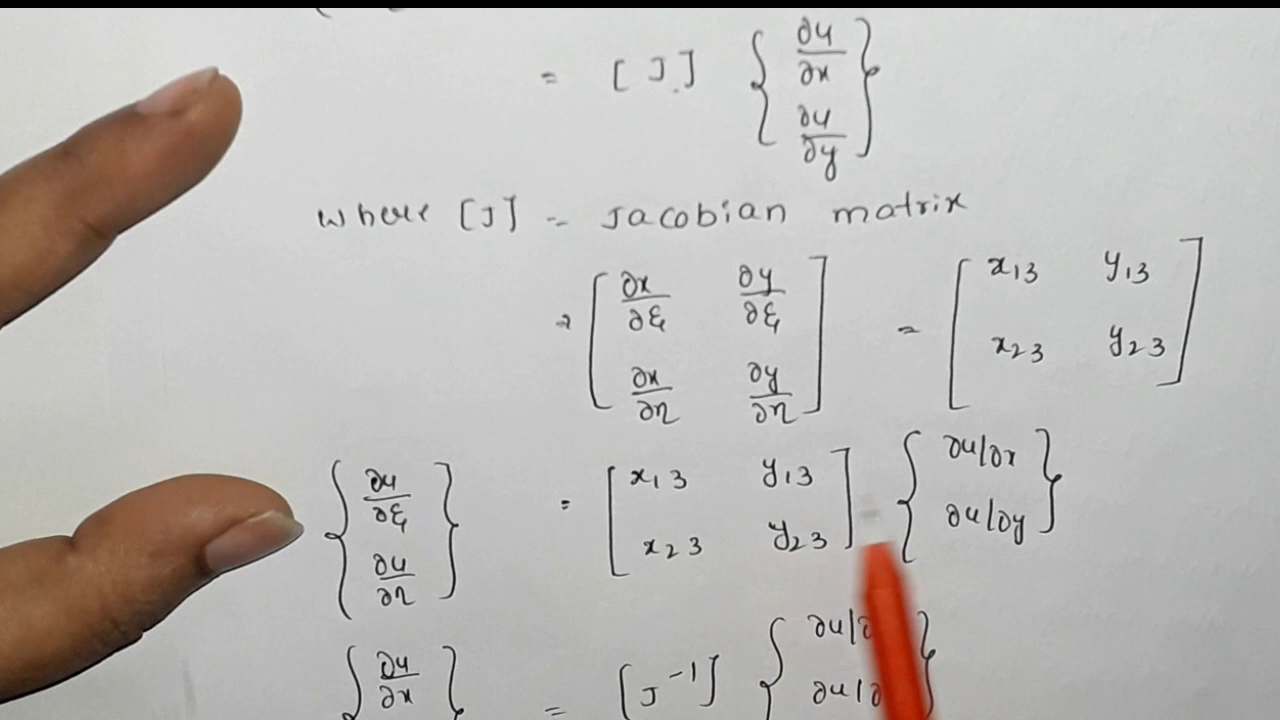 = [J] { ∂u/∂x ∂u/∂y }
where [J] = Jacobian matrix
= [ ∂x/∂ξ ∂y/∂ξ ∂x/∂η ∂y/∂η ] = [ x13 y13 x23 y23 ]
{ ∂u/∂ξ ∂u/∂η } = [ x13 y13 x23 y23 ] { ∂u/∂x ∂u/∂y }
{ ∂u/∂x } = [J⁻¹] { ∂u/ ∂u/ }